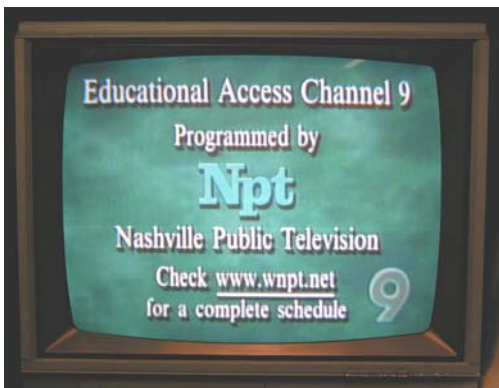 Educational Access Channel 9
Programmed by
Npt
Nashville Public Television
Check www.wnpt.net
for a complete schedule
9